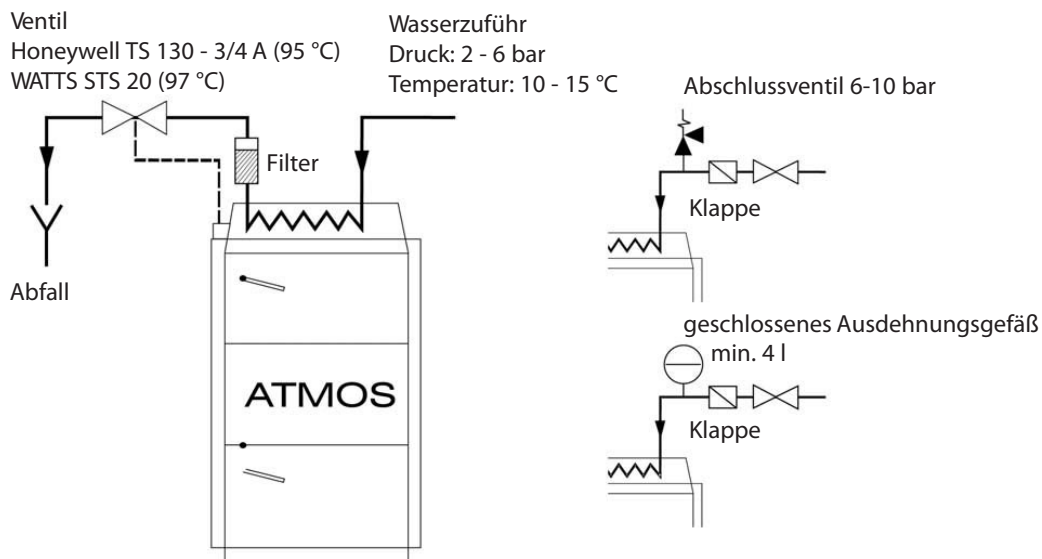 Ventil
Honeywell TS 130 - 3/4 A (95 °C)
WATTS STS 20 (97 °C)
Wasserzuführ
Druck: 2 - 6 bar
Temperatur: 10 - 15 °C
Filter
Abfall
ATMOS
Abschlussventil 6-10 bar
Klappe
geschlossenes Ausdehnungsgefäß
min. 4 l
Klappe